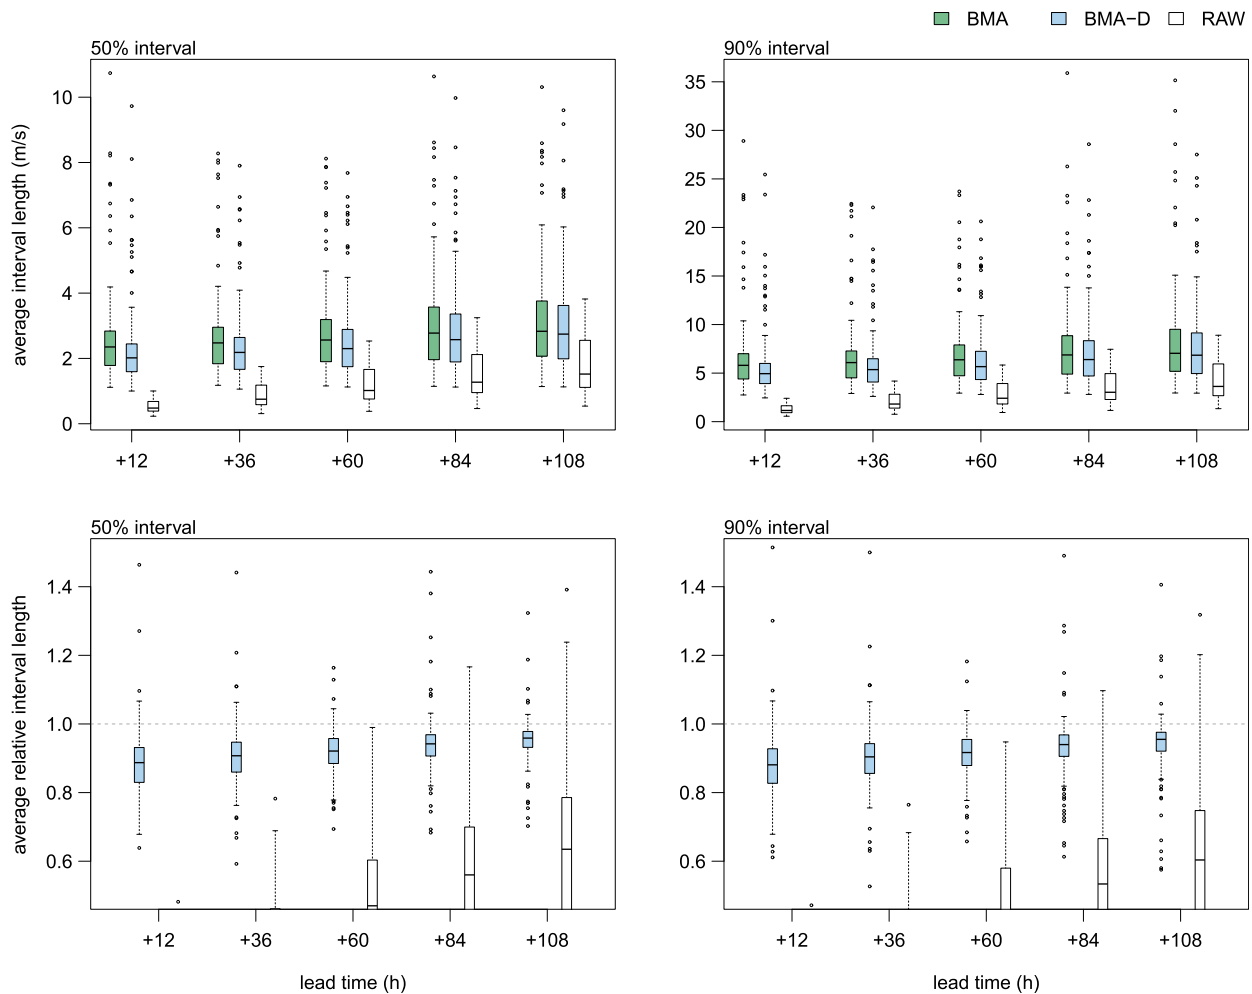 BMA BMA−D RAW
50% interval
90% interval
average interval length (m/s)
10
8
6
4
2
0
35
30
25
20
15
10
5
0
+12 +36 +60 +84 +108
+12 +36 +60 +84 +108
50% interval
90% interval
average relative interval length
1.4
1.2
1.0
0.8
0.6
1.4
1.2
1.0
0.8
0.6
+12 +36 +60 +84 +108
+12 +36 +60 +84 +108
lead time (h)
lead time (h)